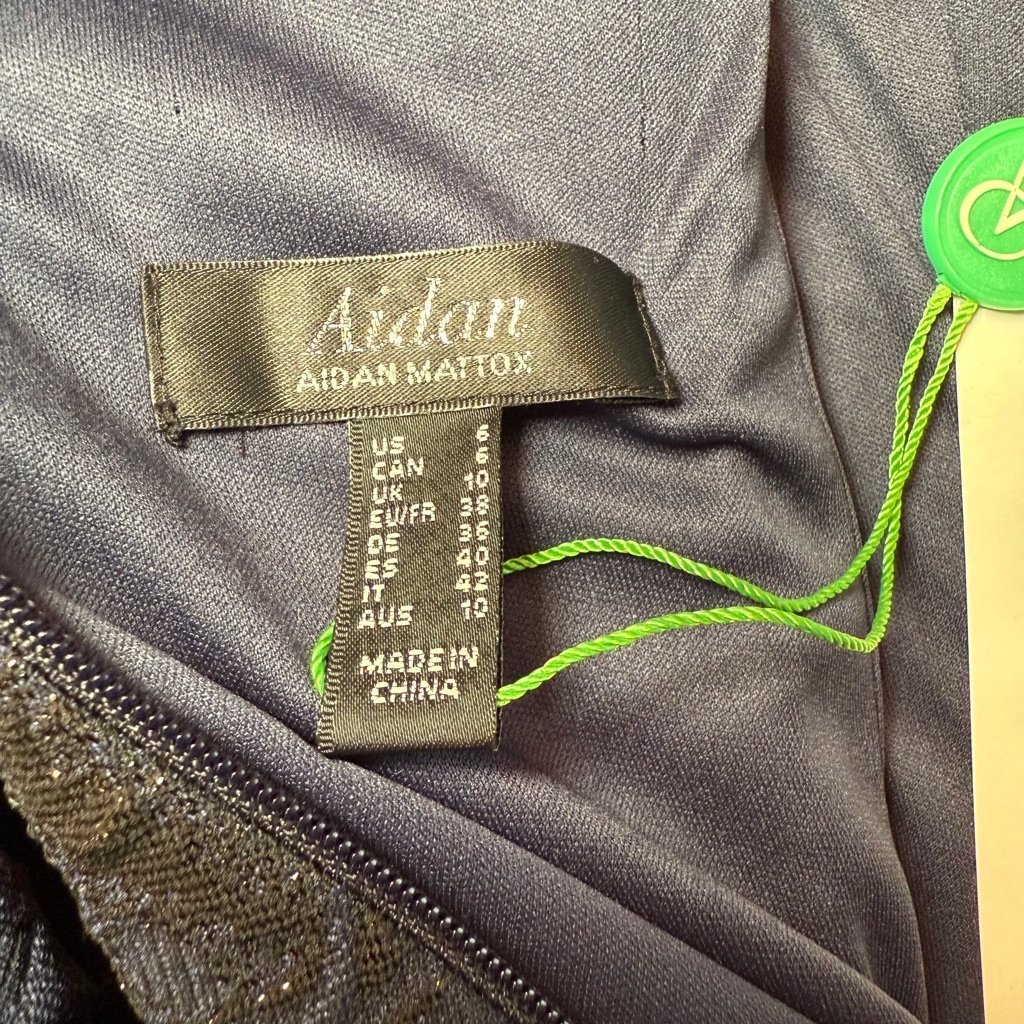 Aidan
AIDAN MATTOX
US 6
CAN 6
UK 10
EU/FR 38
DE 36
ES 40
IT 42
AUS 10
MADE IN
CHINA